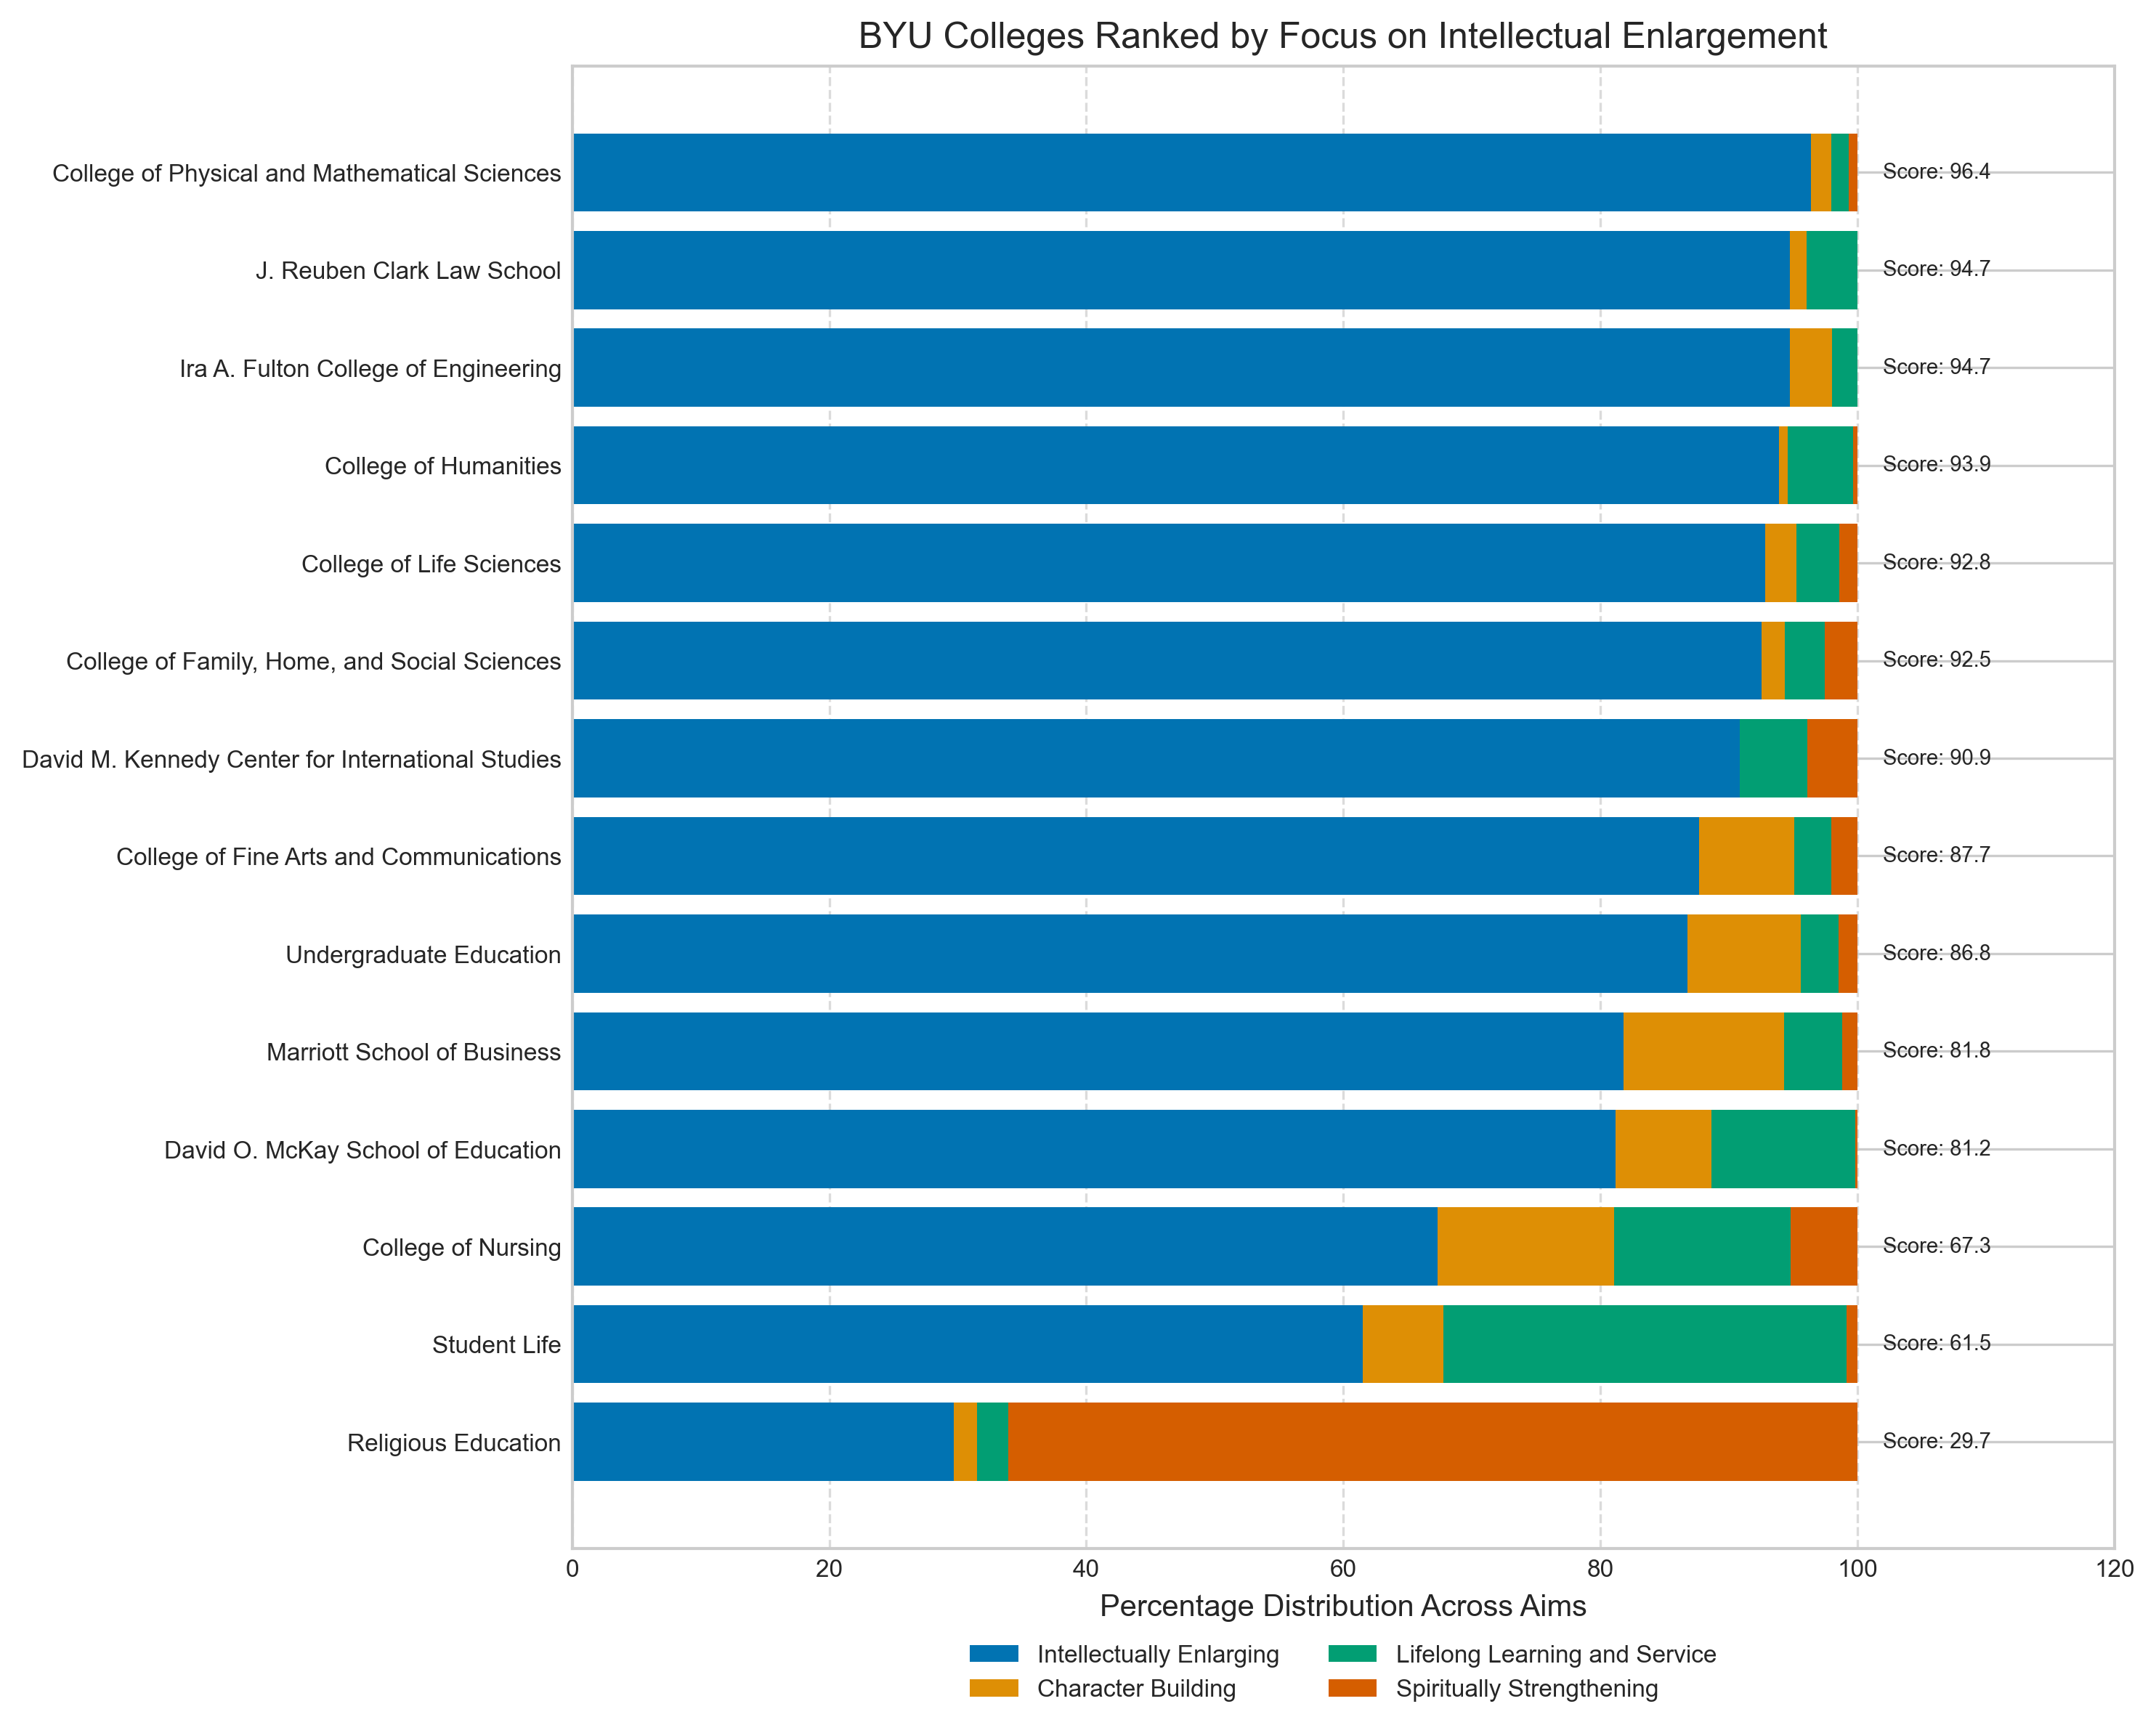 BYU Colleges Ranked by Focus on Intellectual Enlargement
College of Physical and Mathematical Sciences
Score: 96.4
J. Reuben Clark Law School
Score: 94.7
Ira A. Fulton College of Engineering
Score: 94.7
College of Humanities
Score: 93.9
College of Life Sciences
Score: 92.8
College of Family, Home, and Social Sciences
Score: 92.5
David M. Kennedy Center for International Studies
Score: 90.9
College of Fine Arts and Communications
Score: 87.7
Undergraduate Education
Score: 86.8
Marriott School of Business
Score: 81.8
David O. McKay School of Education
Score: 81.2
College of Nursing
Score: 67.3
Student Life
Score: 61.5
Religious Education
Score: 29.7
0 20 40 60 80 100 120
Percentage Distribution Across Aims
Intellectually Enlarging
Character Building
Lifelong Learning and Service
Spiritually Strengthening